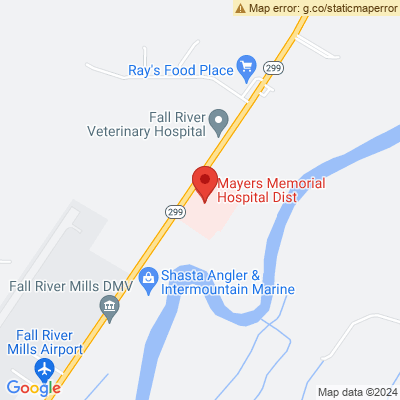 Map error: g.co/staticmaperror
Ray's Food Place
299
Fall River
Veterinary Hospital
Mayers Memorial
Hospital Dist
299
Shasta Angler &
Intermountain Marine
Fall River Mills DMV
Fall River
Mills Airport
Google
Map data ©2024